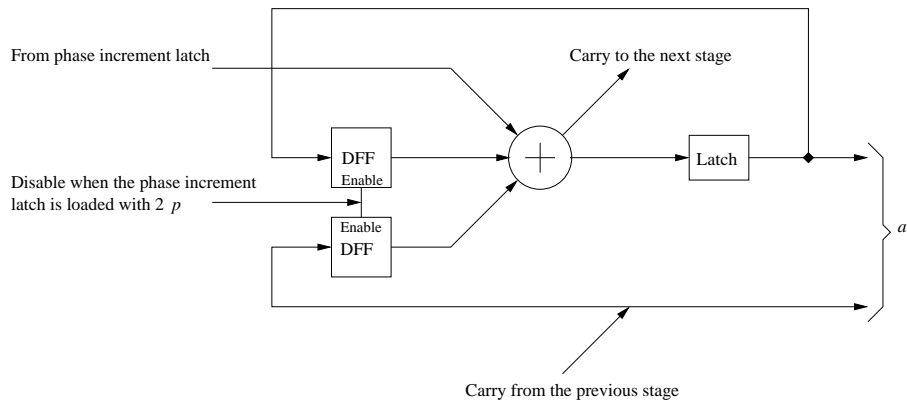 From phase increment latch
Carry to the next stage
DFF
Enable
Latch
Disable when the phase increment
latch is loaded with 2 p
Enable
DFF
a
Carry from the previous stage